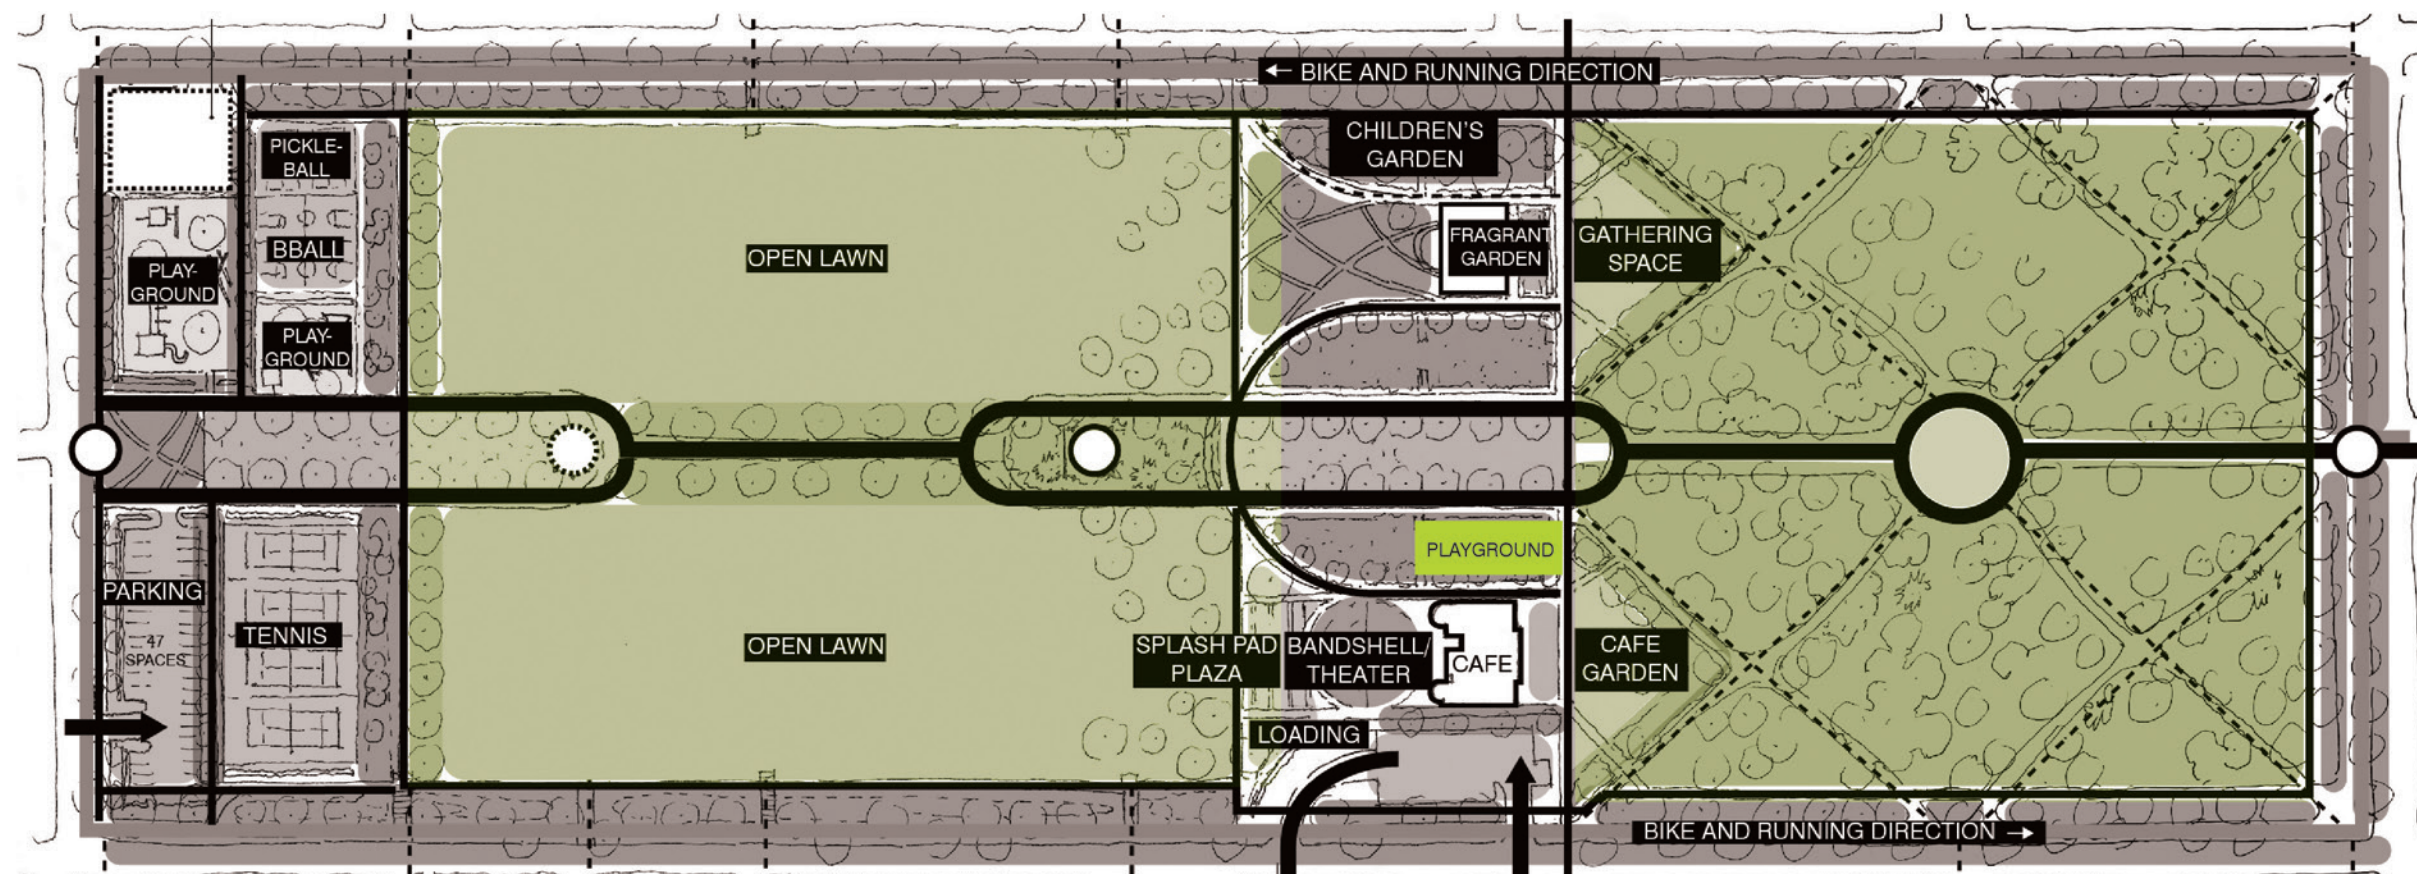 ← BIKE AND RUNNING DIRECTION
PICKLE-
BALL
CHILDREN'S
GARDEN
BBALL
OPEN LAWN
FRAGRANT
GARDEN
GATHERING
SPACE
PLAY-
GROUND
PLAY-
GROUND
PLAYGROUND
PARKING
47
SPACES
TENNIS
OPEN LAWN
SPLASH PAD
PLAZA
BANDSHELL/
THEATER
CAFE
CAFE
GARDEN
LOADING
BIKE AND RUNNING DIRECTION →